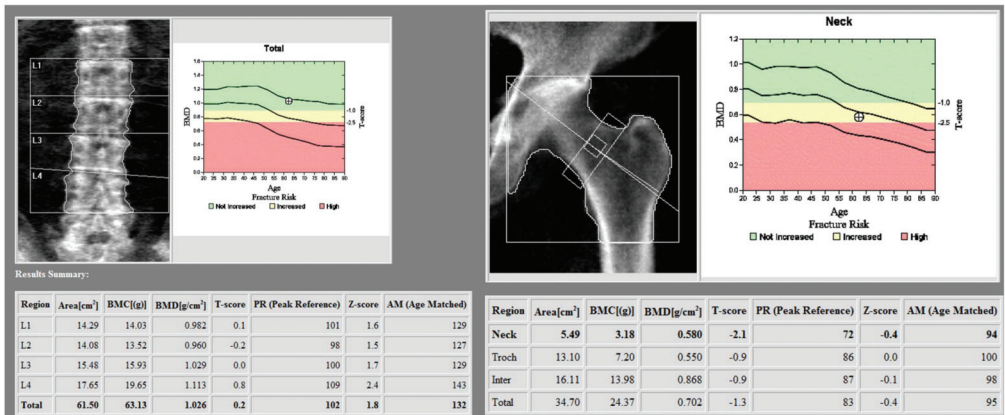 L1
L2
L3
L4
Total
BMD
1.6
1.4
1.2
1.0
0.8
0.6
0.4
0.2
0.0
-1.0
-2.5
T-score
20 25 30 35 40 45 50 55 60 65 70 75 80 85 90
Age
Fracture Risk
Not Increased Increased High
Results Summary:
Region Area[cm²] BMC[(g)] BMD[g/cm²] T-score PR (Peak Reference) Z-score AM (Age Matched)
L1 14.29 14.03 0.982 0.1 101 1.6 129
L2 14.08 13.52 0.960 -0.2 98 1.5 127
L3 15.48 15.93 1.029 0.0 100 1.7 129
L4 17.65 19.65 1.113 0.8 109 2.4 143
Total 61.50 63.13 1.026 0.2 102 1.8 132
Neck
BMD
1.2
1.0
0.8
0.6
0.4
0.2
0.0
-1.0
-2.5
T-score
20 25 30 35 40 45 50 55 60 65 70 75 80 85 90
Age
Fracture Risk
Not Increased Increased High
Region Area[cm²] BMC[(g)] BMD[g/cm²] T-score PR (Peak Reference) Z-score AM (Age Matched)
Neck 5.49 3.18 0.580 -2.1 72 -0.4 94
Troch 13.10 7.20 0.550 -0.9 86 0.0 100
Inter 16.11 13.98 0.868 -0.9 87 -0.1 98
Total 34.70 24.37 0.702 -1.3 83 -0.4 95